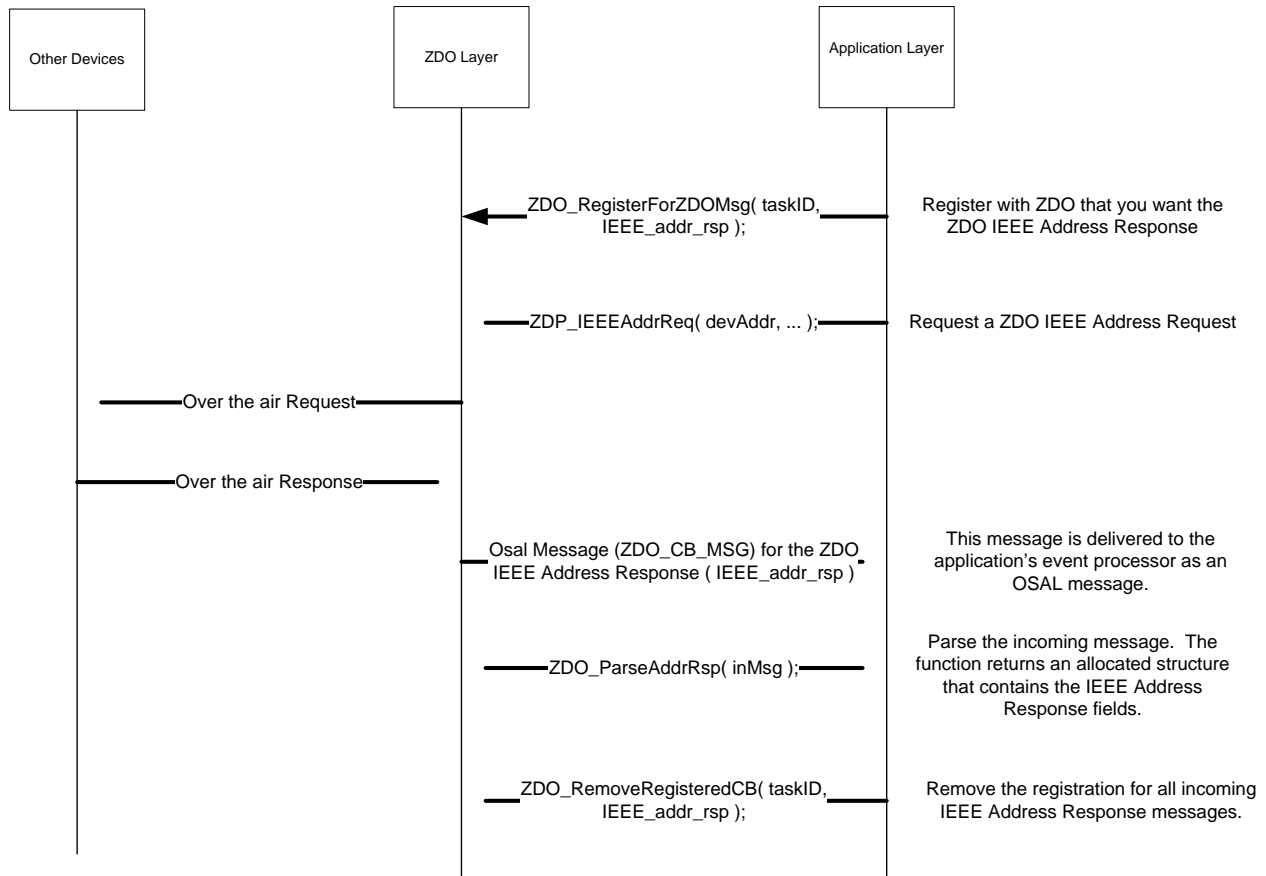 Other Devices
ZDO Layer
Application Layer
ZDO_RegisterForZDOMsg( taskID,
IEEE_addr_rsp );
Register with ZDO that you want the
ZDO IEEE Address Response
ZDP_IEEEAddrReq( devAddr, ... );
Request a ZDO IEEE Address Request
Over the air Request
Over the air Response
Osal Message (ZDO_CB_MSG) for the ZDO
IEEE Address Response ( IEEE_addr_rsp )
This message is delivered to the
application’s event processor as an
OSAL message.
ZDO_ParseAddrRsp( inMsg );
Parse the incoming message.  The
function returns an allocated structure
that contains the IEEE Address
Response fields.
ZDO_RemoveRegisteredCB( taskID,
IEEE_addr_rsp );
Remove the registration for all incoming
IEEE Address Response messages.